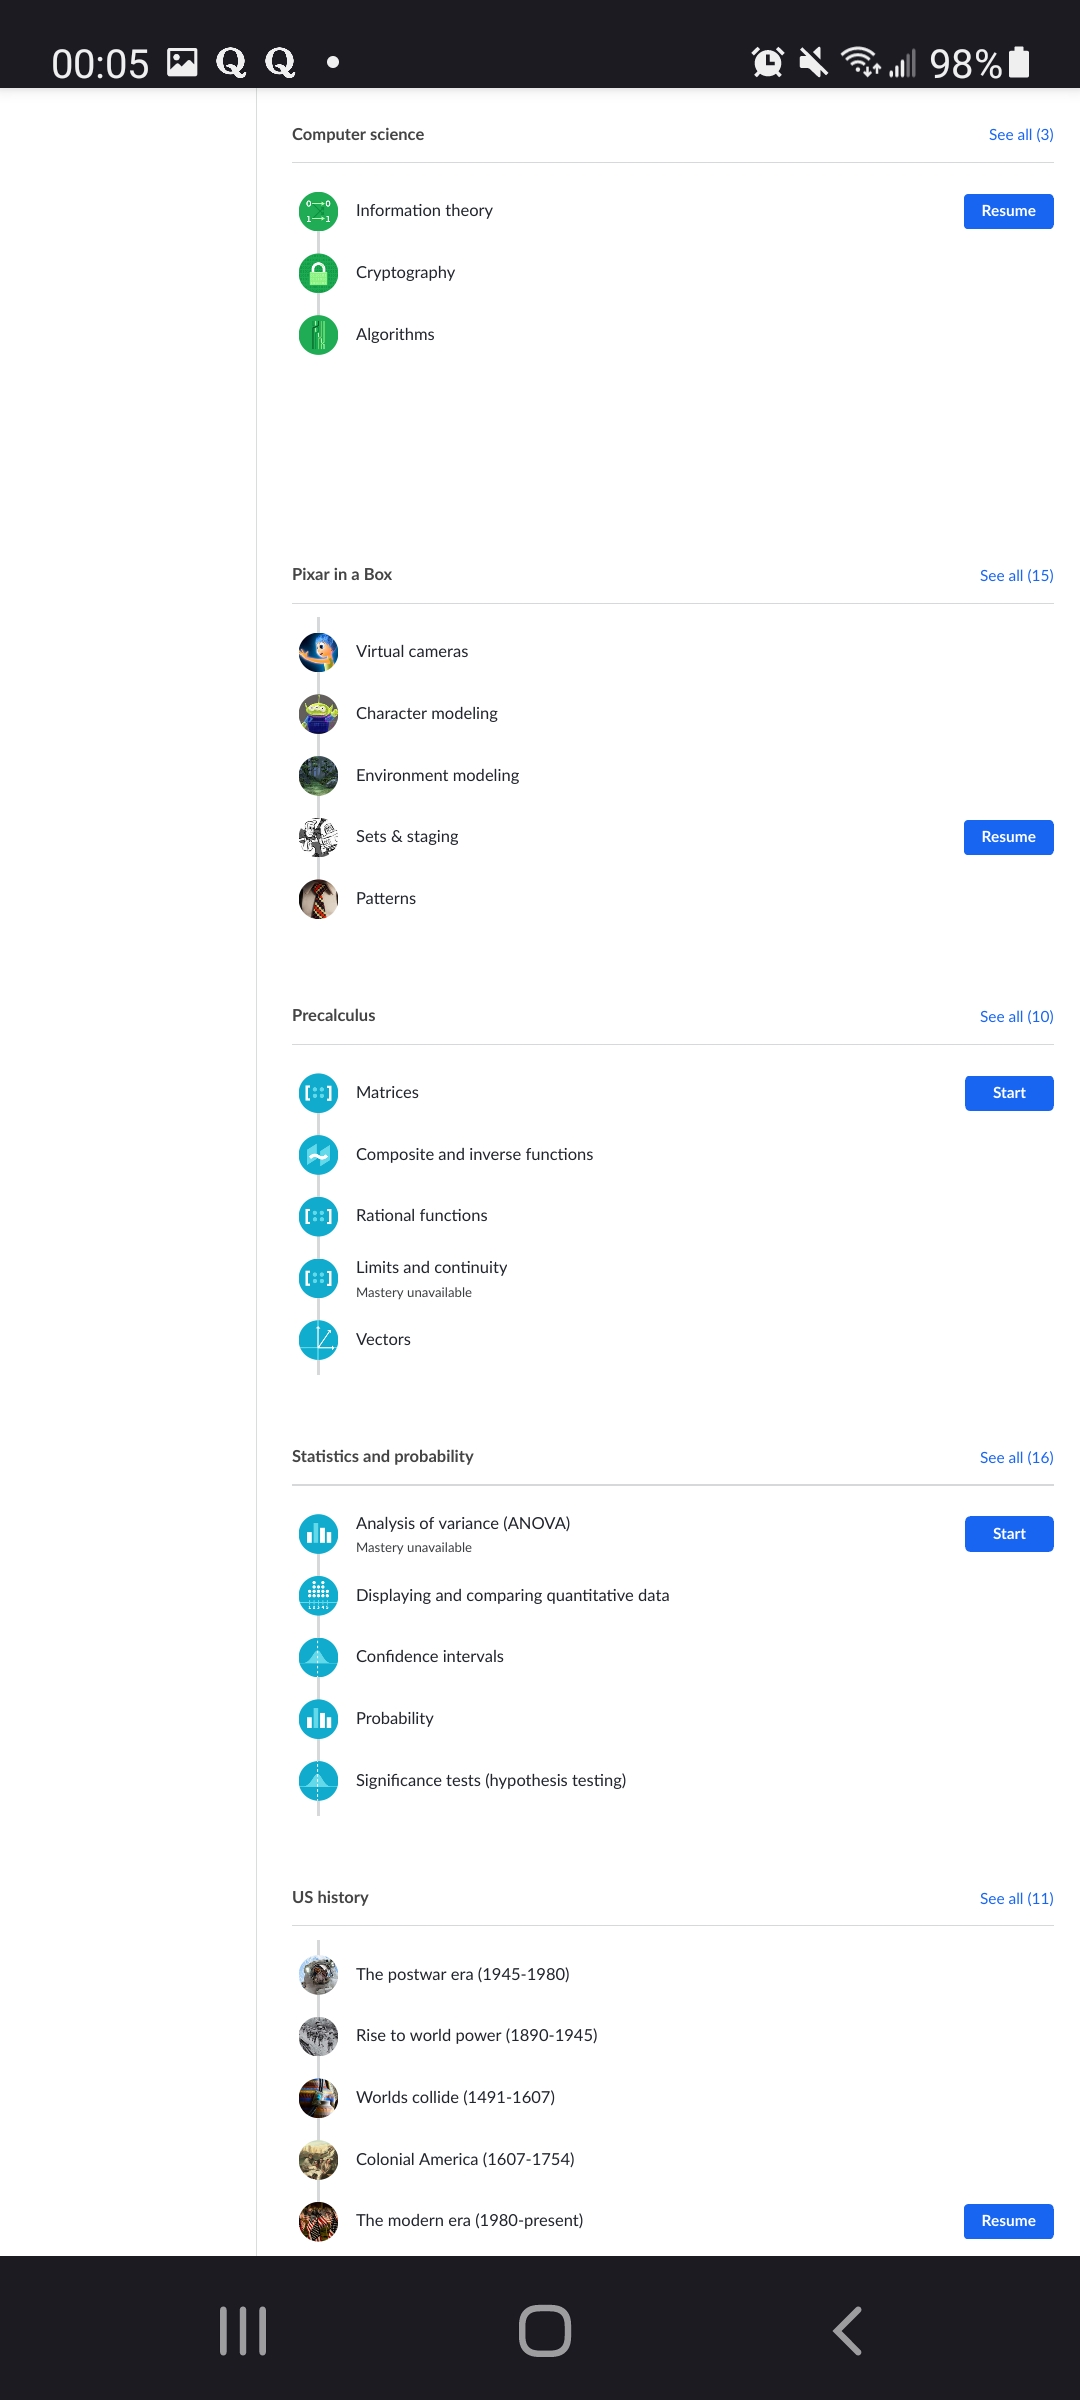 00:05 98%
Computer science See all (3)
Information theory Resume
Cryptography
Algorithms
Pixar in a Box See all (15)
Virtual cameras
Character modeling
Environment modeling
Sets & staging Resume
Patterns
Precalculus See all (10)
Matrices Start
Composite and inverse functions
Rational functions
Limits and continuity
Mastery unavailable
Vectors
Statistics and probability See all (16)
Analysis of variance (ANOVA) Start
Mastery unavailable
Displaying and comparing quantitative data
Confidence intervals
Probability
Significance tests (hypothesis testing)
US history See all (11)
The postwar era (1945-1980)
Rise to world power (1890-1945)
Worlds collide (1491-1607)
Colonial America (1607-1754)
The modern era (1980-present) Resume